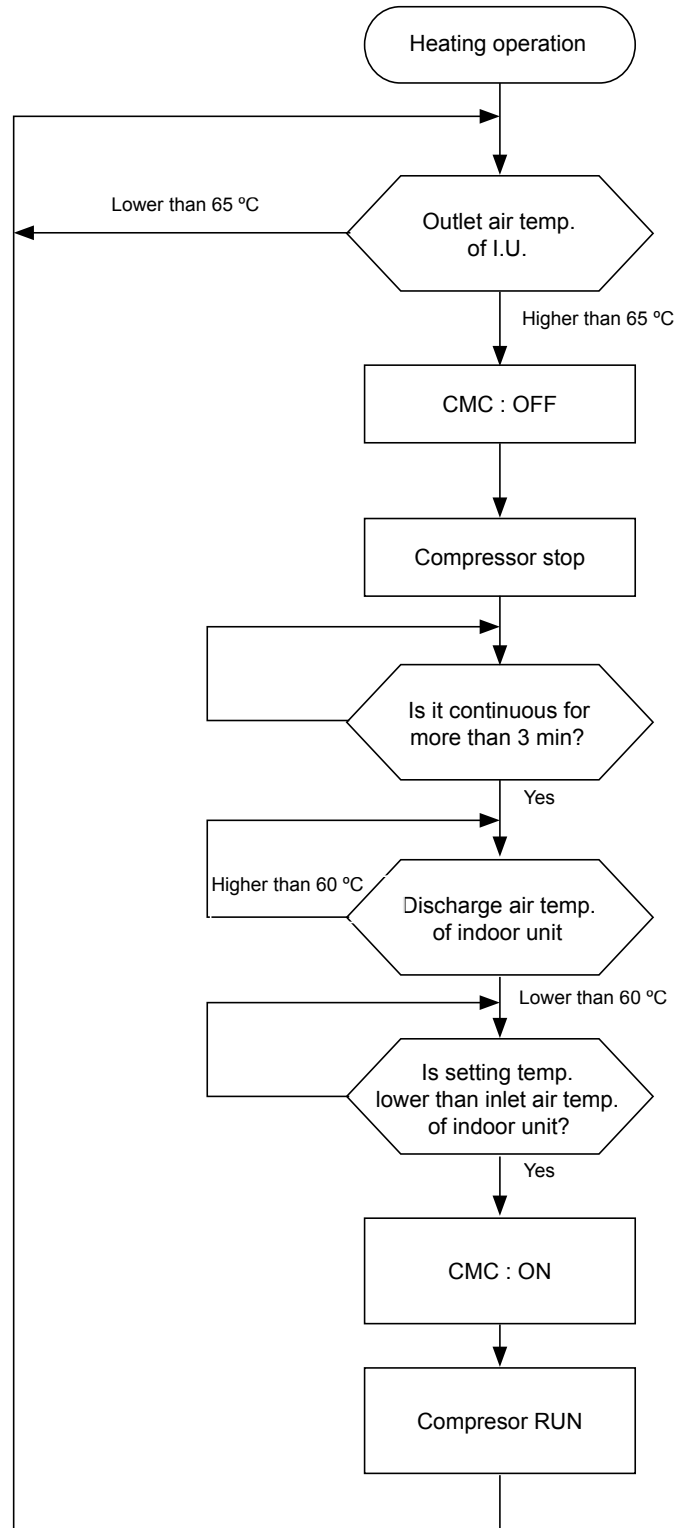 Heating operation
Lower than 65 ºC
Outlet air temp.
of I.U.
Higher than 65 ºC
CMC : OFF
Compressor stop
Is it continuous for
more than 3 min?
Yes
Higher than 60 ºC
Discharge air temp.
of indoor unit
Lower than 60 ºC
Is setting temp.
lower than inlet air temp.
of indoor unit?
Yes
CMC : ON
Compresor RUN